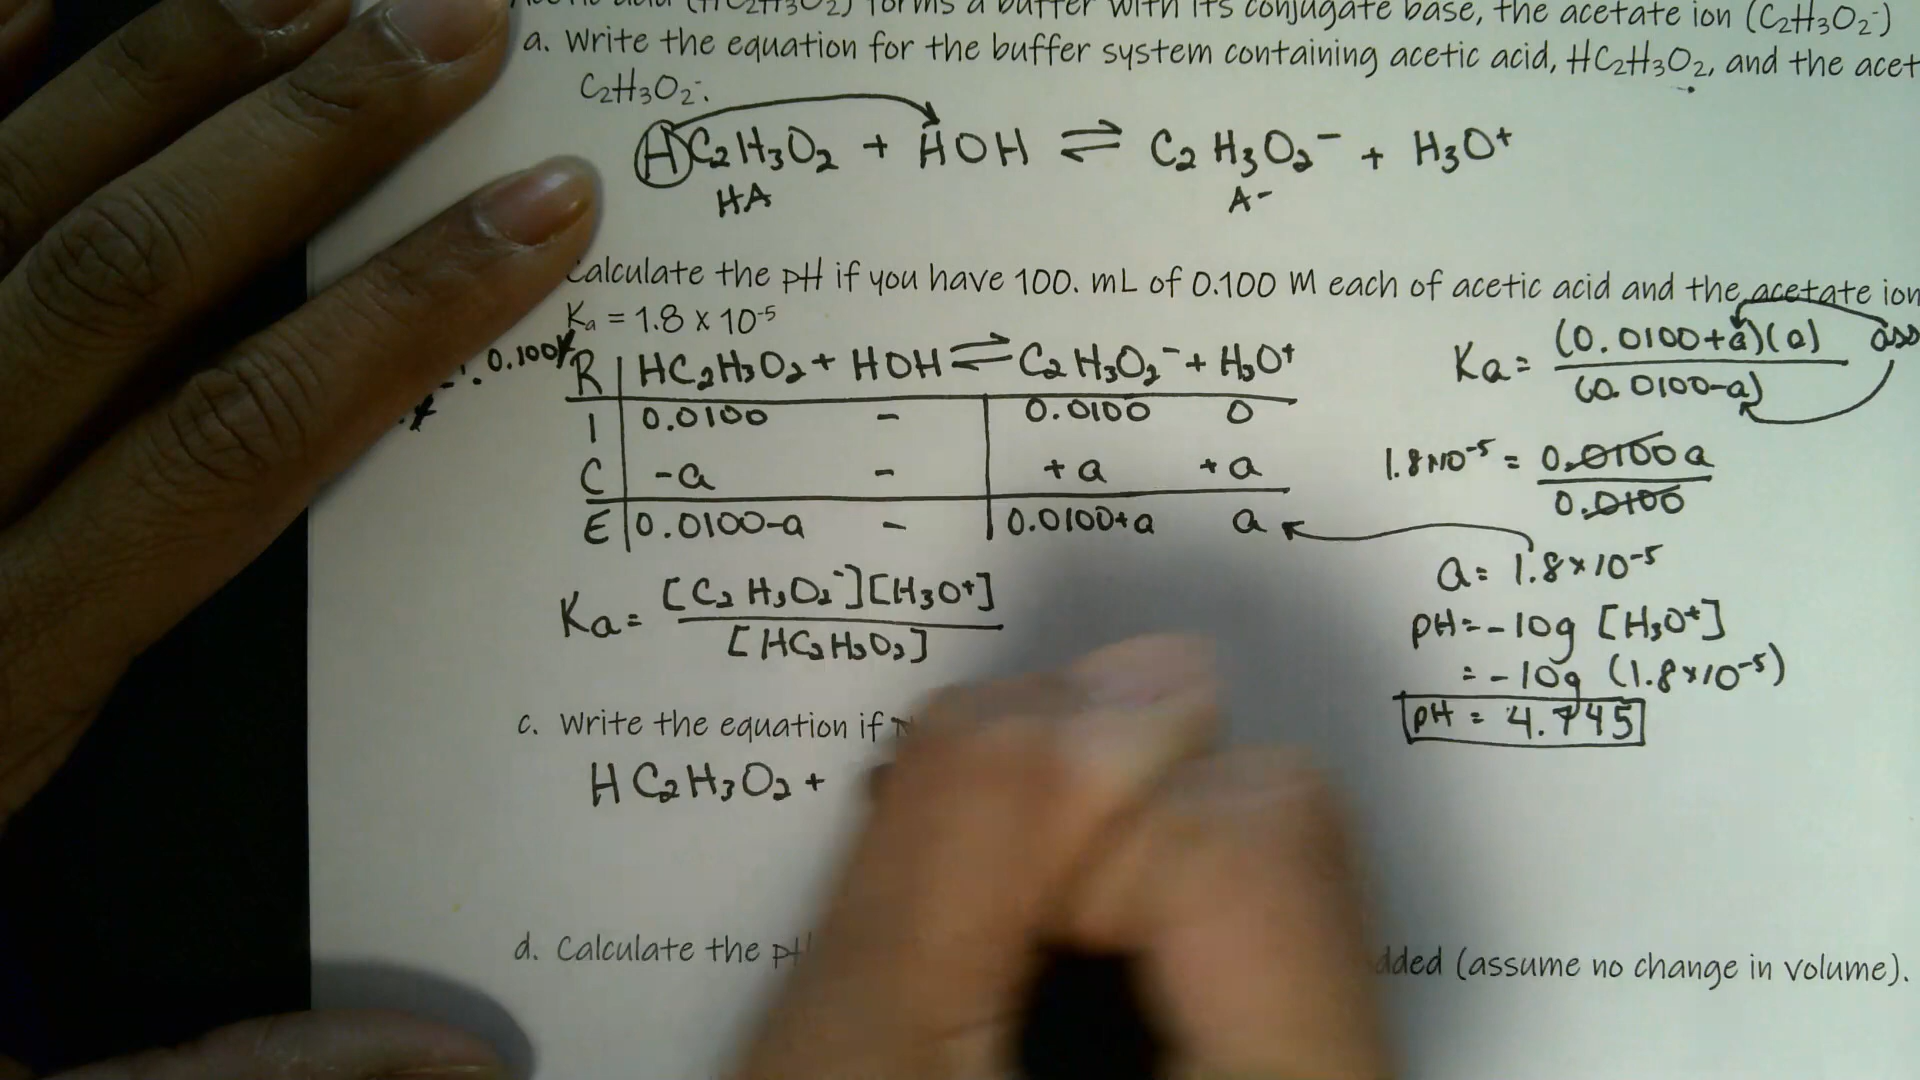 (HC₂H₃O₂) forms a buffer with its conjugate base, the acetate ion (C₂H₃O₂⁻)
a. Write the equation for the buffer system containing acetic acid, HC₂H₃O₂, and the acet
C₂H₃O₂⁻.
HC₂H₃O₂ + HOH ⇌ C₂H₃O₂⁻ + H₃O⁺
HA A⁻
Calculate the pH if you have 100. mL of 0.100 M each of acetic acid and the acetate ion
Kₐ = 1.8 x 10⁻⁵
0.100
R HC₂H₃O₂ + HOH ⇌ C₂H₃O₂⁻ + H₃O⁺
I 0.0100 - 0.0100 0
C -a - +a +a
E 0.0100-a - 0.0100+a a
Ka = [C₂H₃O₂⁻][H₃O⁺]
[HC₂H₃O₂]
Ka = (0.0100+a)(a)
(0.0100-a)
ass
1.8x10⁻⁵ = 0.0100a
0.0100
a = 1.8x10⁻⁵
pH = -log [H₃O⁺]
= -log (1.8x10⁻⁵)
pH = 4.745
c. Write the equation if
HC₂H₃O₂ +
d. Calculate the pH
dded (assume no change in volume).